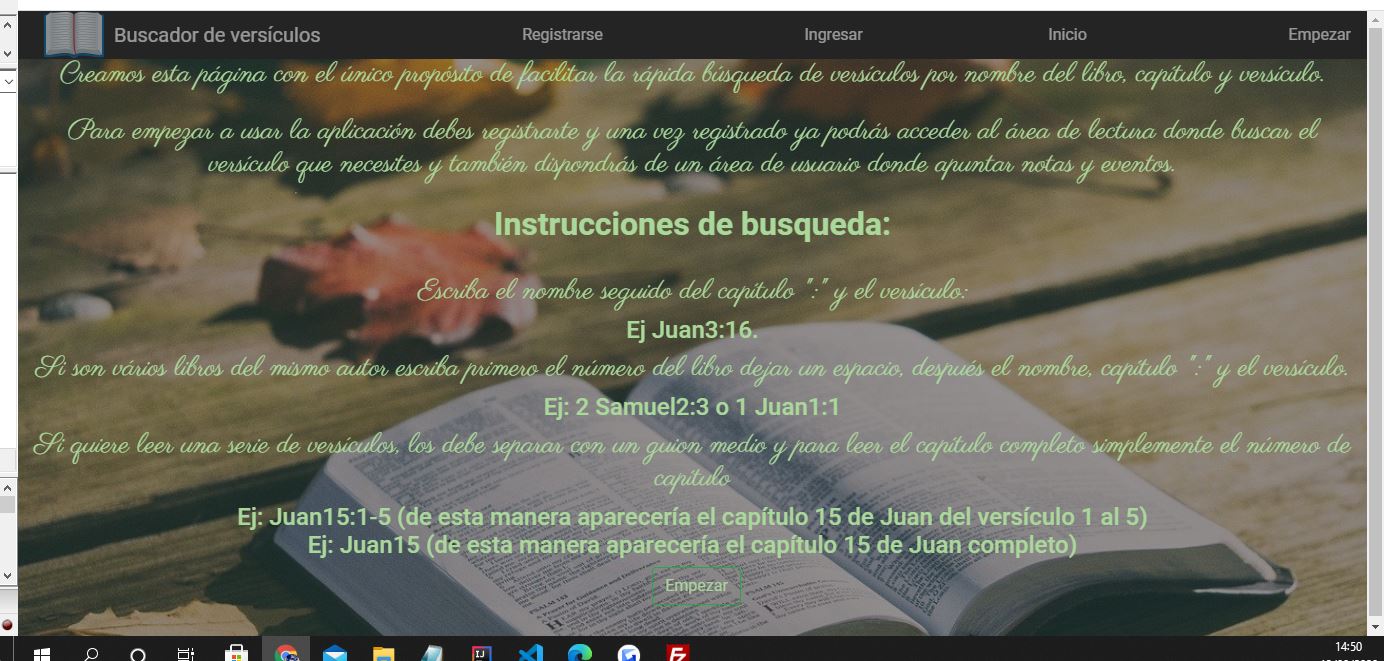 Buscador de versículos Registrarse Ingresar Inicio Empezar
Creamos esta página con el único propósito de facilitar la rápida búsqueda de versículos por nombre del libro, capítulo y versículo.
Para empezar a usar la aplicación debes registrarte y una vez registrado ya podrás acceder al área de lectura donde buscar el
versículo que necesites y también dispondrás de un área de usuario donde apuntar notas y eventos.
Instrucciones de busqueda:
Escriba el nombre seguido del capítulo ":" y el versículo:
Ej Juan3:16.
Si son vários libros del mismo autor escriba primero el número del libro dejar un espacio, después el nombre, capítulo ":" y el versículo.
Ej: 2 Samuel2:3 o 1 Juan1:1
Si quiere leer una serie de versículos, los debe separar con un guion medio y para leer el capítulo completo simplemente el número de
capítulo
Ej: Juan15:1-5 (de esta manera aparecería el capítulo 15 de Juan del versículo 1 al 5)
Ej: Juan15 (de esta manera aparecería el capítulo 15 de Juan completo)
Empezar
14:50